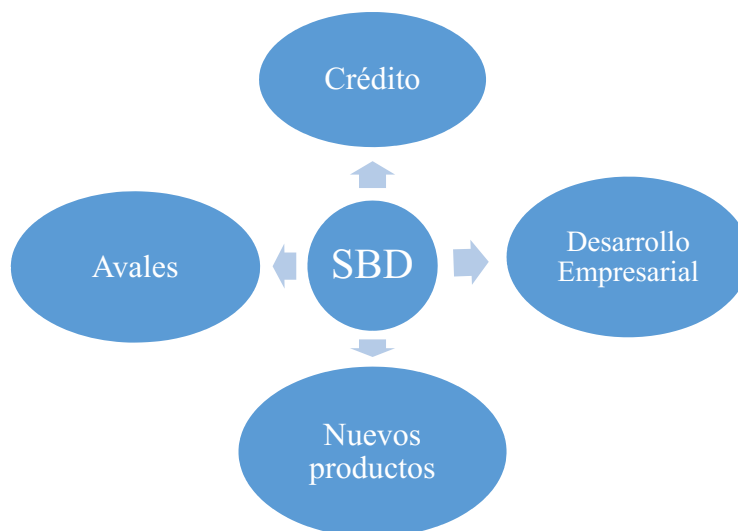 Crédito
Avales
SBD
Desarrollo
Empresarial
Nuevos
productos